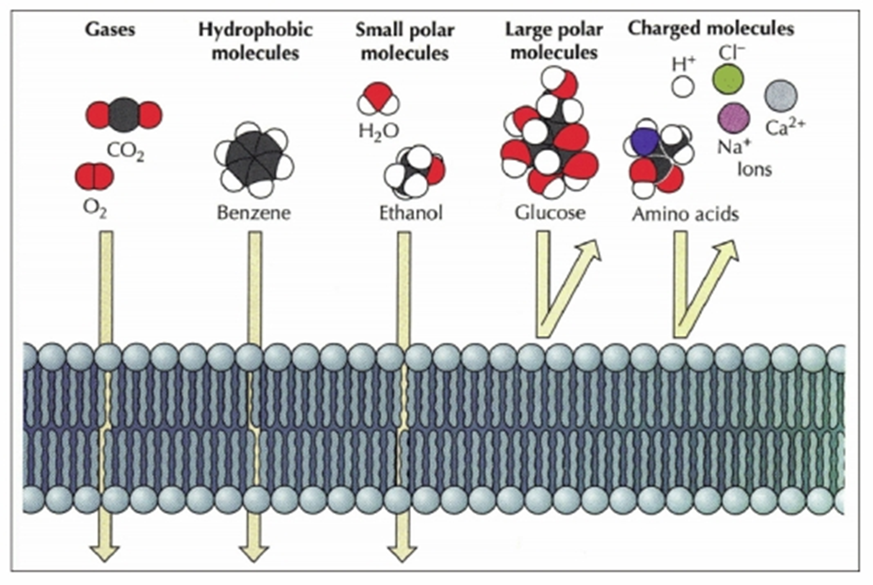 Gases
Hydrophobic
molecules
Small polar
molecules
Large polar
molecules
Charged molecules
CO₂
O₂
Benzene
H₂O
Ethanol
Glucose
H⁺
Cl⁻
Na⁺
Ca²⁺
Ions
Amino acids